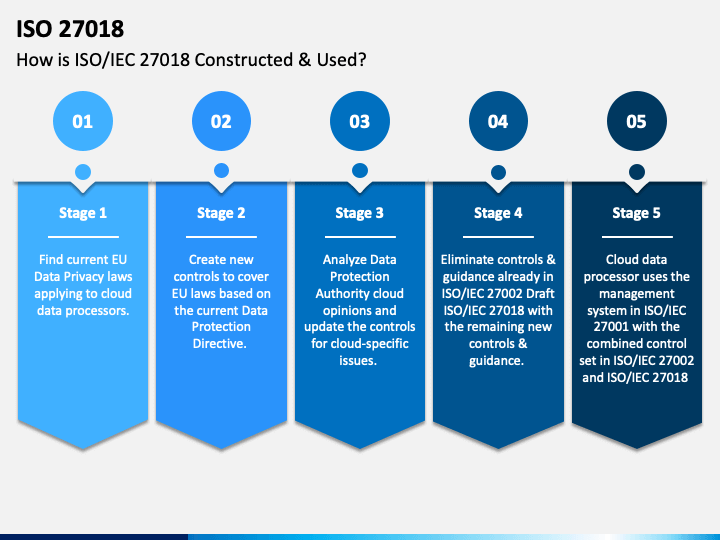 ISO 27018
How is ISO/IEC 27018 Constructed & Used?
01
02
03
04
05
Stage 1
Find current EU
Data Privacy laws
applying to cloud
data processors.
Stage 2
Create new
controls to cover
EU laws based on
the current Data
Protection
Directive.
Stage 3
Analyze Data
Protection
Authority cloud
opinions and
update the controls
for cloud-specific
issues.
Stage 4
Eliminate controls &
guidance already in
ISO/IEC 27002 Draft
ISO/IEC 27018 with
the remaining new
controls &
guidance.
Stage 5
Cloud data
processor uses the
management
system in ISO/IEC
27001 with the
combined control
set in ISO/IEC 27002
and ISO/IEC 27018